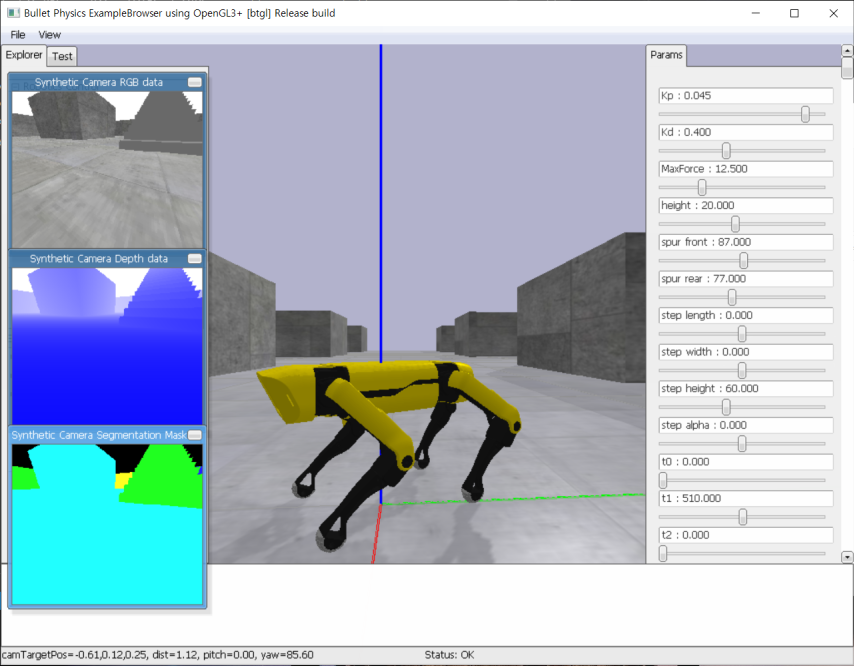 Bullet Physics ExampleBrowser using OpenGL3+ [btgl] Release build
File View
Explorer Test
Params
Synthetic Camera RGB data
Synthetic Camera Depth data
Synthetic Camera Segmentation Mask
Kp : 0.045
Kd : 0.400
MaxForce : 12.500
height : 20.000
spur front : 87.000
spur rear : 77.000
step length : 0.000
step width : 0.000
step height : 60.000
step alpha : 0.000
t0 : 0.000
t1 : 510.000
t2 : 0.000
camTargetPos=-0.61,0.12,0.25, dist=1.12, pitch=0.00, yaw=85.60
Status: OK